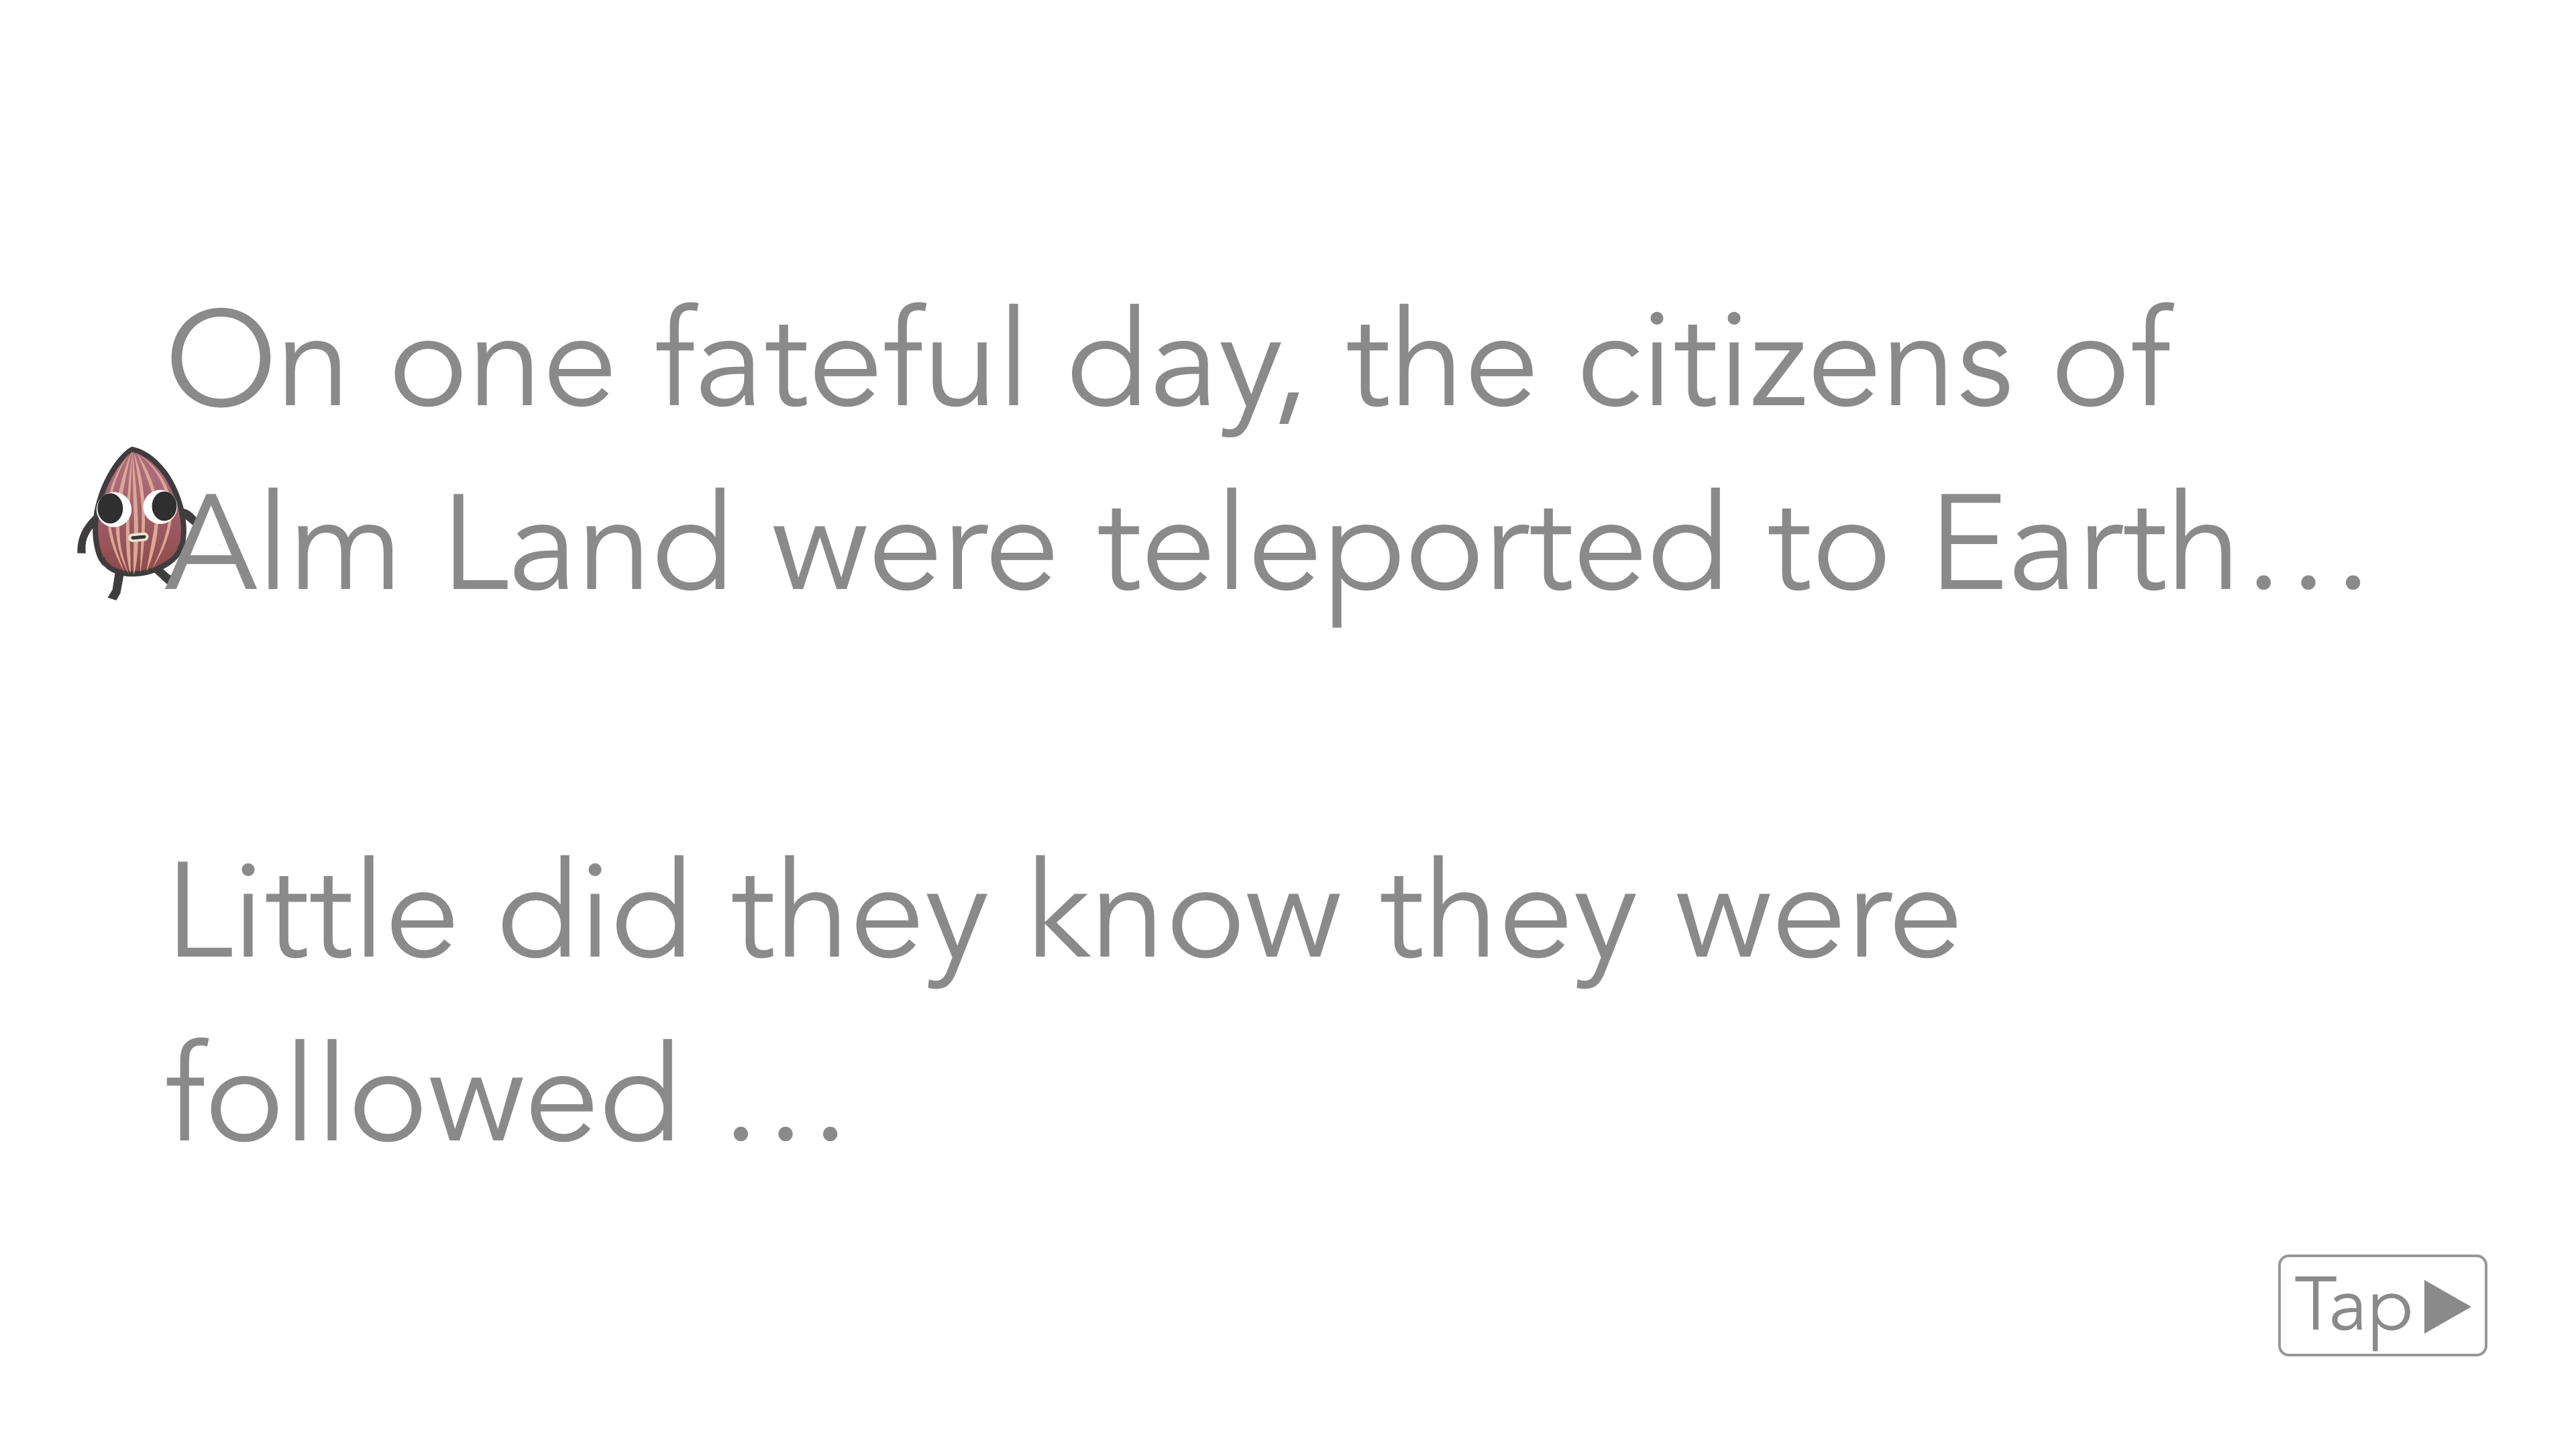 On one fateful day, the citizens of
Alm Land were teleported to Earth...
Little did they know they were
followed ...
Tap